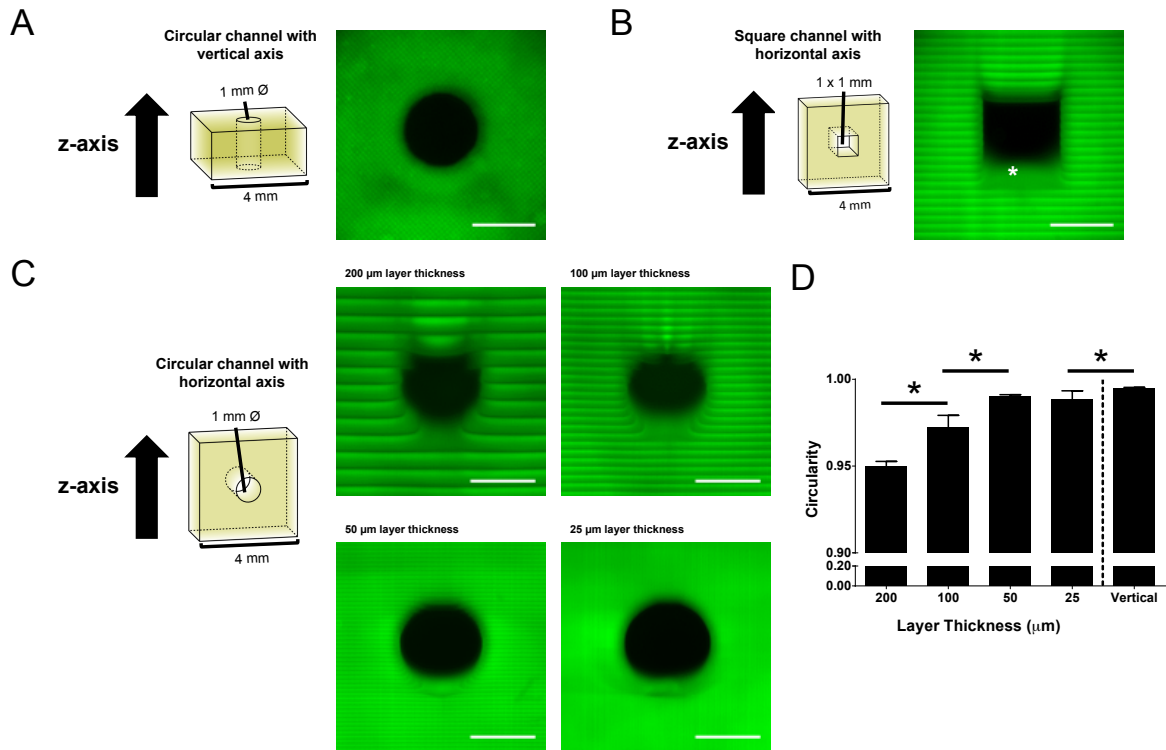 A
Circular channel with
vertical axis
1 mm Ø
z-axis
4 mm
B
Square channel with
horizontal axis
1 x 1 mm
z-axis
4 mm
*
C
200 µm layer thickness
100 µm layer thickness
Circular channel with
horizontal axis
1 mm Ø
z-axis
4 mm
50 µm layer thickness
25 µm layer thickness
D
*
*
*
1.00
0.95
0.90
0.20
0.00
Circularity
200
100
50
25
Vertical
Layer Thickness (μm)